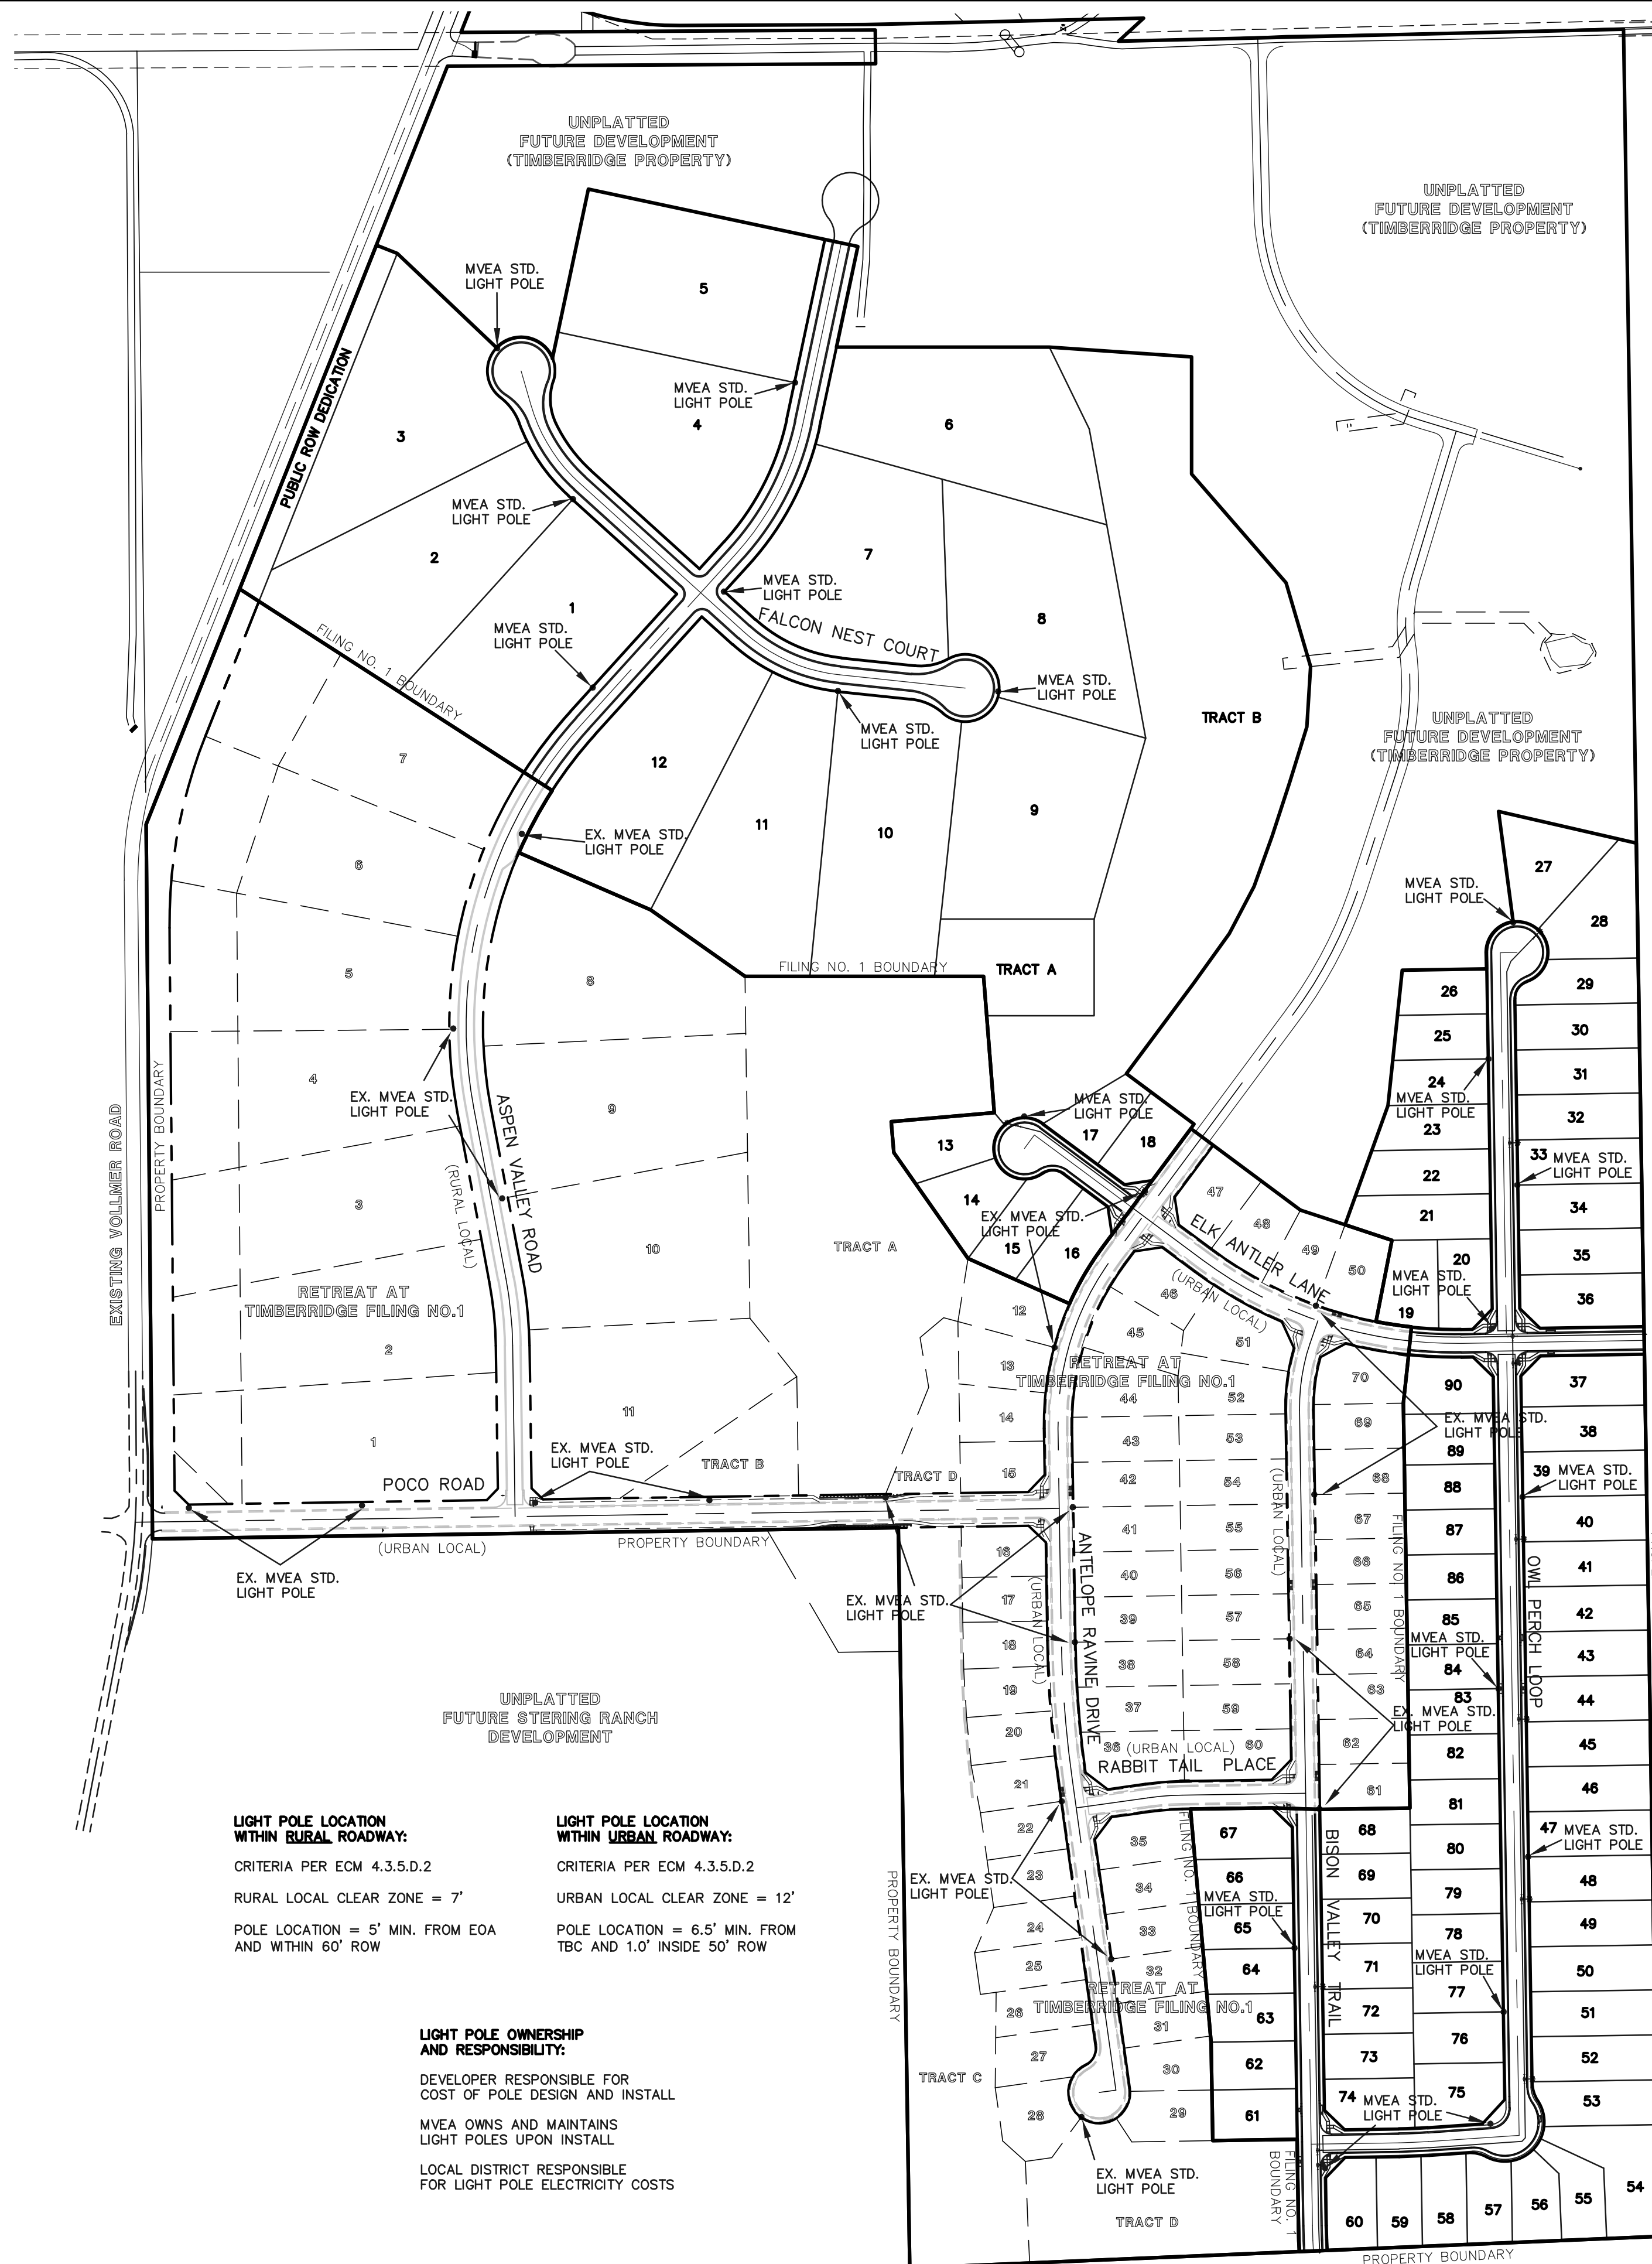 UNPLATTED
FUTURE DEVELOPMENT
(TIMBERRIDGE PROPERTY)
UNPLATTED
FUTURE DEVELOPMENT
(TIMBERRIDGE PROPERTY)
MVEA STD.
LIGHT POLE
5
MVEA STD.
LIGHT POLE
4
3
PUBLIC ROW DEDICATION
6
MVEA STD.
LIGHT POLE
2
7
MVEA STD.
LIGHT POLE
1
FALCON NEST COURT
8
MVEA STD.
LIGHT POLE
FILING NO. 1 BOUNDARY
MVEA STD.
LIGHT POLE
MVEA STD.
LIGHT POLE
TRACT B
UNPLATTED
FUTURE DEVELOPMENT
(TIMBERRIDGE PROPERTY)
7
12
11
10
9
EX. MVEA STD.
LIGHT POLE
6
27
MVEA STD.
LIGHT POLE
28
FILING NO. 1 BOUNDARY
TRACT A
5
8
26
29
25
30
24
31
MVEA STD.
LIGHT POLE
4
9
EX. MVEA STD.
LIGHT POLE
MVEA STD.
LIGHT POLE
13
17
18
23
32
33
MVEA STD.
LIGHT POLE
22
EXISTING VOLLMER ROAD
PROPERTY BOUNDARY
ASPEN VALLEY ROAD
(RURAL LOCAL)
3
14
47
34
21
EX. MVEA STD.
LIGHT POLE
48
ELK ANTLER LANE
10
TRACT A
15
16
49
20
35
50
MVEA STD.
LIGHT POLE
(URBAN LOCAL)
RETREAT AT
TIMBERRIDGE FILING NO.1
46
36
12
19
45
51
2
13
RETREAT AT
TIMBERRIDGE FILING NO.1
70
90
37
44
52
11
14
69
EX. MVEA STD.
LIGHT POLE
38
1
43
53
89
EX. MVEA STD.
LIGHT POLE
TRACT B
TRACT D
15
42
54
68
88
39
MVEA STD.
LIGHT POLE
POCO ROAD
(URBAN LOCAL)
67
FILING NO. 1 BOUNDARY
40
41
55
87
(URBAN LOCAL)
PROPERTY BOUNDARY
16
66
EX. MVEA STD.
LIGHT POLE
40
56
86
41
OWL PERCH LOOP
EX. MVEA STD.
LIGHT POLE
17
(URBAN LOCAL)
ANTELOPE RAVINE DRIVE
39
57
65
85
42
18
MVEA STD.
LIGHT POLE
38
58
64
84
43
19
63
83
44
UNPLATTED
FUTURE STERING RANCH
DEVELOPMENT
37
59
EX. MVEA STD.
LIGHT POLE
20
36
(URBAN LOCAL)
60
62
82
45
RABBIT TAIL PLACE
21
61
81
46
LIGHT POLE LOCATION
WITHIN RURAL ROADWAY:
CRITERIA PER ECM 4.3.5.D.2
RURAL LOCAL CLEAR ZONE = 7'
POLE LOCATION = 5' MIN. FROM EOA
AND WITHIN 60' ROW
LIGHT POLE LOCATION
WITHIN URBAN ROADWAY:
CRITERIA PER ECM 4.3.5.D.2
URBAN LOCAL CLEAR ZONE = 12'
POLE LOCATION = 6.5' MIN. FROM
TBC AND 1.0' INSIDE 50' ROW
22
35
FILING NO. 1 BOUNDARY
67
BISON VALLEY TRAIL
68
47
MVEA STD.
LIGHT POLE
80
EX. MVEA STD.
LIGHT POLE
23
34
66
69
48
MVEA STD.
LIGHT POLE
79
PROPERTY BOUNDARY
24
33
65
70
78
49
25
32
64
71
MVEA STD.
LIGHT POLE
50
RETREAT AT
TIMBERRIDGE FILING NO.1
77
26
31
63
72
51
27
30
62
73
76
52
TRACT C
28
29
61
74
MVEA STD.
LIGHT POLE
75
53
LIGHT POLE OWNERSHIP
AND RESPONSIBILITY:
DEVELOPER RESPONSIBLE FOR
COST OF POLE DESIGN AND INSTALL
MVEA OWNS AND MAINTAINS
LIGHT POLES UPON INSTALL
LOCAL DISTRICT RESPONSIBLE
FOR LIGHT POLE ELECTRICITY COSTS
EX. MVEA STD.
LIGHT POLE
FILING NO. 1
BOUNDARY
TRACT D
60
59
58
57
56
55
54
PROPERTY BOUNDARY